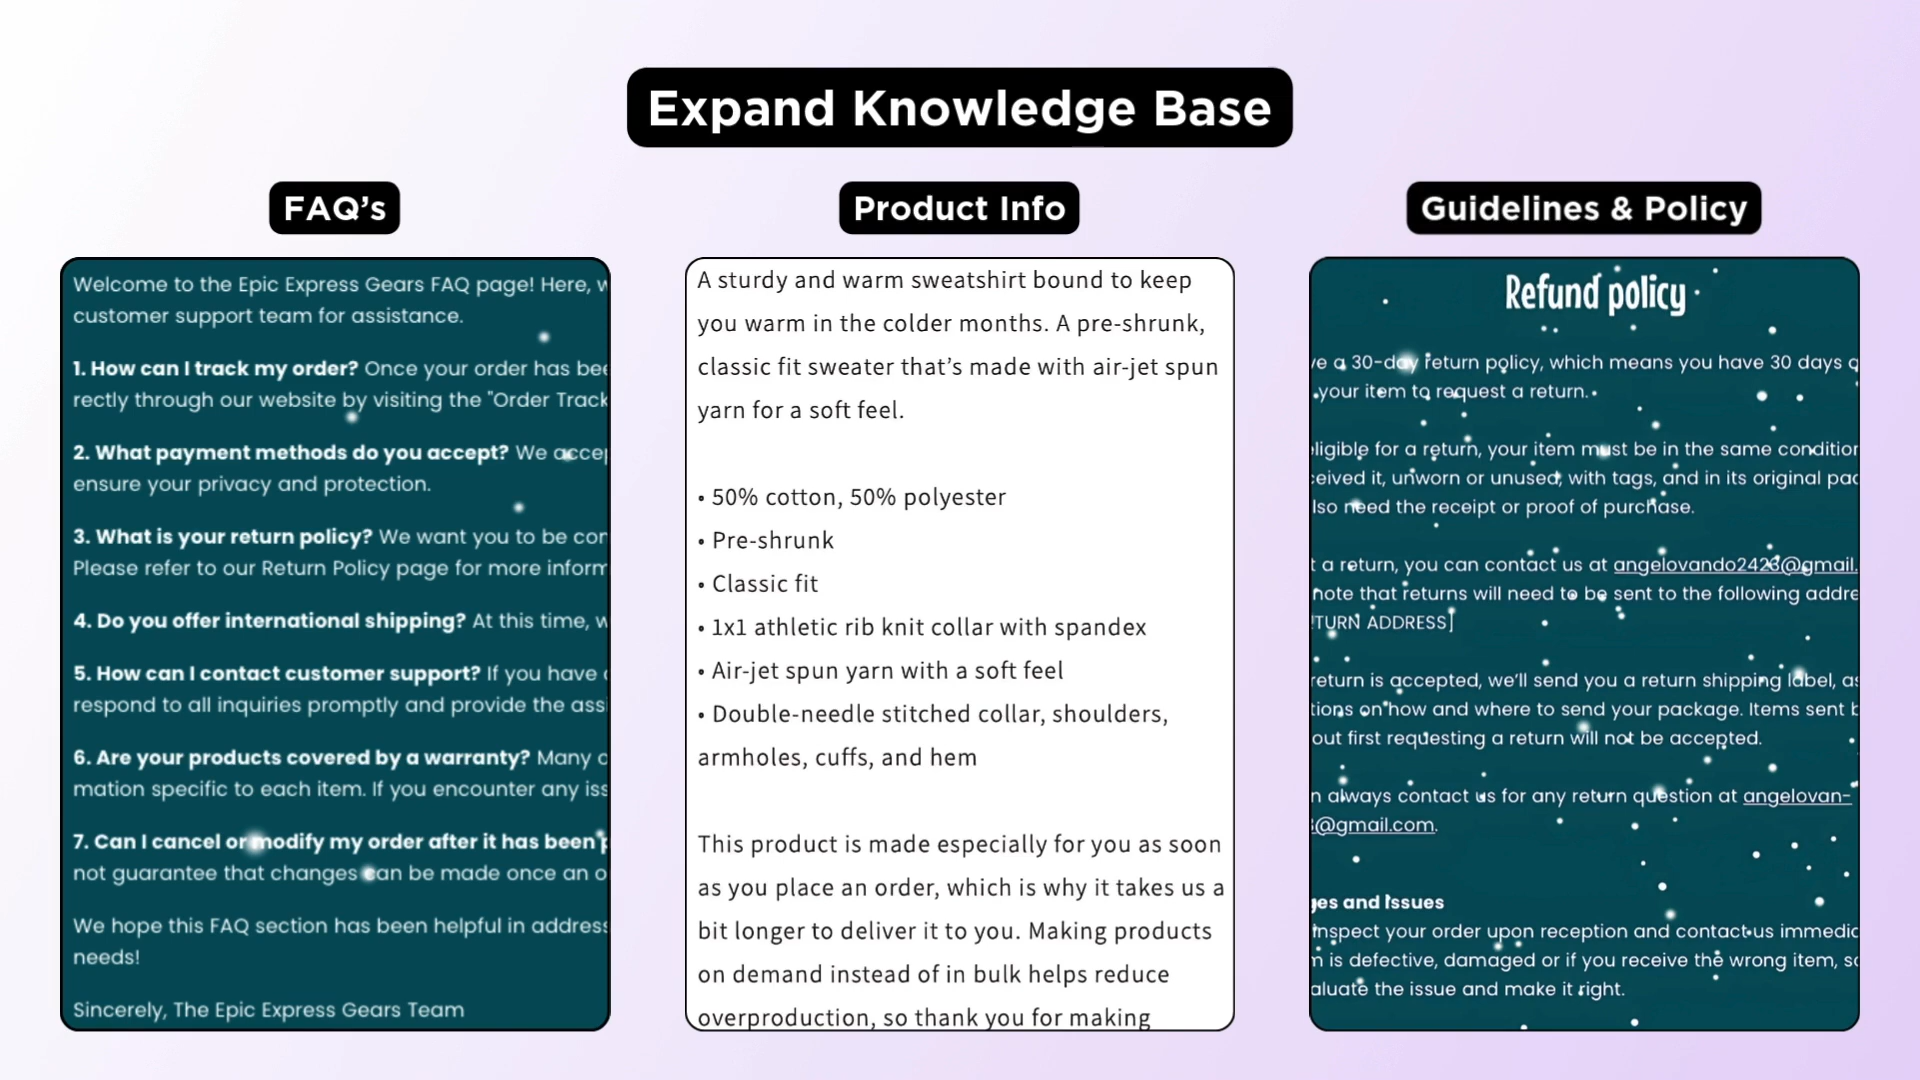 Expand Knowledge Base
FAQ's
Welcome to the Epic Express Gears FAQ page! Here,
customer support team for assistance.
1. How can I track my order? Once your order has
rectly through our website by visiting the "Order Track
2. What payment methods do you accept? We
ensure your privacy and protection.
3. What is your return policy? We want you to be
Please refer to our Return Policy page for more inform
4. Do you offer international shipping? At this time,
5. How can I contact customer support? If you have
respond to all inquiries promptly and provide the
6. Are your products covered by a warranty? Many
mation specific to each item. If you encounter any
7. Can I cancel or modify my order after it has been
not guarantee that changes can be made once an
We hope this FAQ section has been helpful in address
needs!
Sincerely, The Epic Express Gears Team
Product Info
A sturdy and warm sweatshirt bound to keep
you warm in the colder months. A pre-shrunk,
classic fit sweater that’s made with air-jet spun
yarn for a soft feel.
• 50% cotton, 50% polyester
• Pre-shrunk
• Classic fit
• 1x1 athletic rib knit collar with spandex
• Air-jet spun yarn with a soft feel
• Double-needle stitched collar, shoulders,
armholes, cuffs, and hem
This product is made especially for you as soon
as you place an order, which is why it takes us a
bit longer to deliver it to you. Making products
on demand instead of in bulk helps reduce
overproduction, so thank you for making
Guidelines & Policy
Refund policy
a 30-day return policy, which means you have 30 days
your item to request a return.
eligible for a return, your item must be in the same condition
ceived it, unworn or unused, with tags, and in its original
also need the receipt or proof of purchase.
a return, you can contact us at angelovando2423@gmail.
note that returns will need to be sent to the following
TURN ADDRESS]
return is accepted, we’ll send you a return shipping label, as
tions on how and where to send your package. Items sent
out first requesting a return will not be accepted.
always contact us for any return question at angelovan-
@gmail.com.
ges and Issues
inspect your order upon reception and contact us
is defective, damaged or if you receive the wrong item,
aluate the issue and make it right.